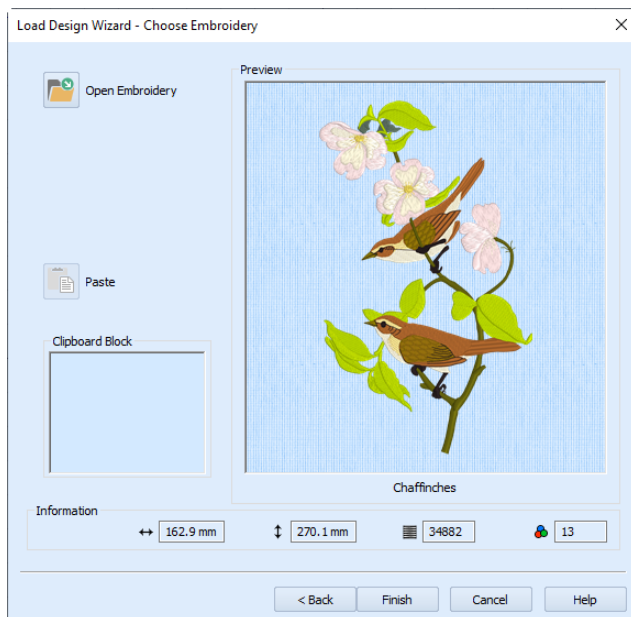 Load Design Wizard - Choose Embroidery
Open Embroidery
Preview
Paste
Clipboard Block
Chaffinches
Information
162.9 mm
270.1 mm
34882
13
< Back
Finish
Cancel
Help